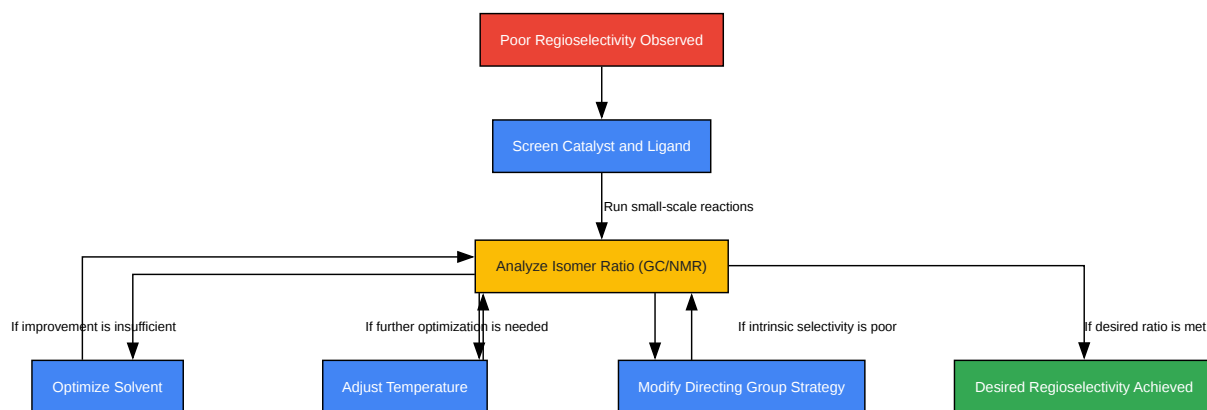 Poor Regioselectivity Observed
Screen Catalyst and Ligand
Run small-scale reactions
Analyze Isomer Ratio (GC/NMR)
If improvement is insufficient
If further optimization is needed
If intrinsic selectivity is poor
If desired ratio is met
Optimize Solvent
Adjust Temperature
Modify Directing Group Strategy
Desired Regioselectivity Achieved